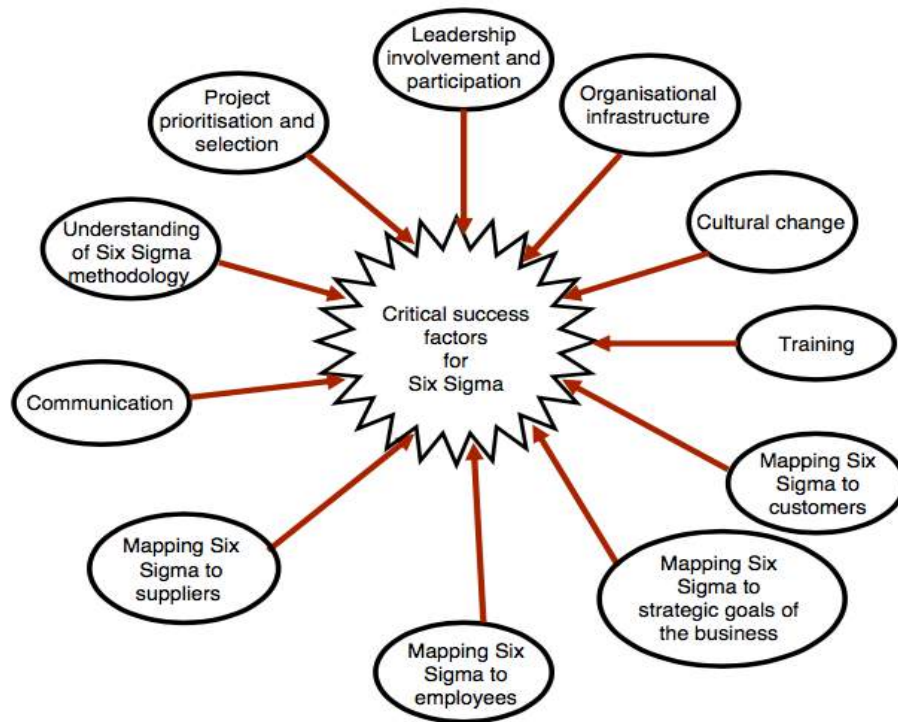 Leadership
involvement and
participation
Organisational
infrastructure
Cultural change
Training
Mapping Six
Sigma to
customers
Mapping Six
Sigma to
strategic goals of
the business
Mapping Six
Sigma to
employees
Mapping Six
Sigma to
suppliers
Communication
Understanding
of Six Sigma
methodology
Project
prioritisation and
selection
Critical success
factors
for
Six Sigma